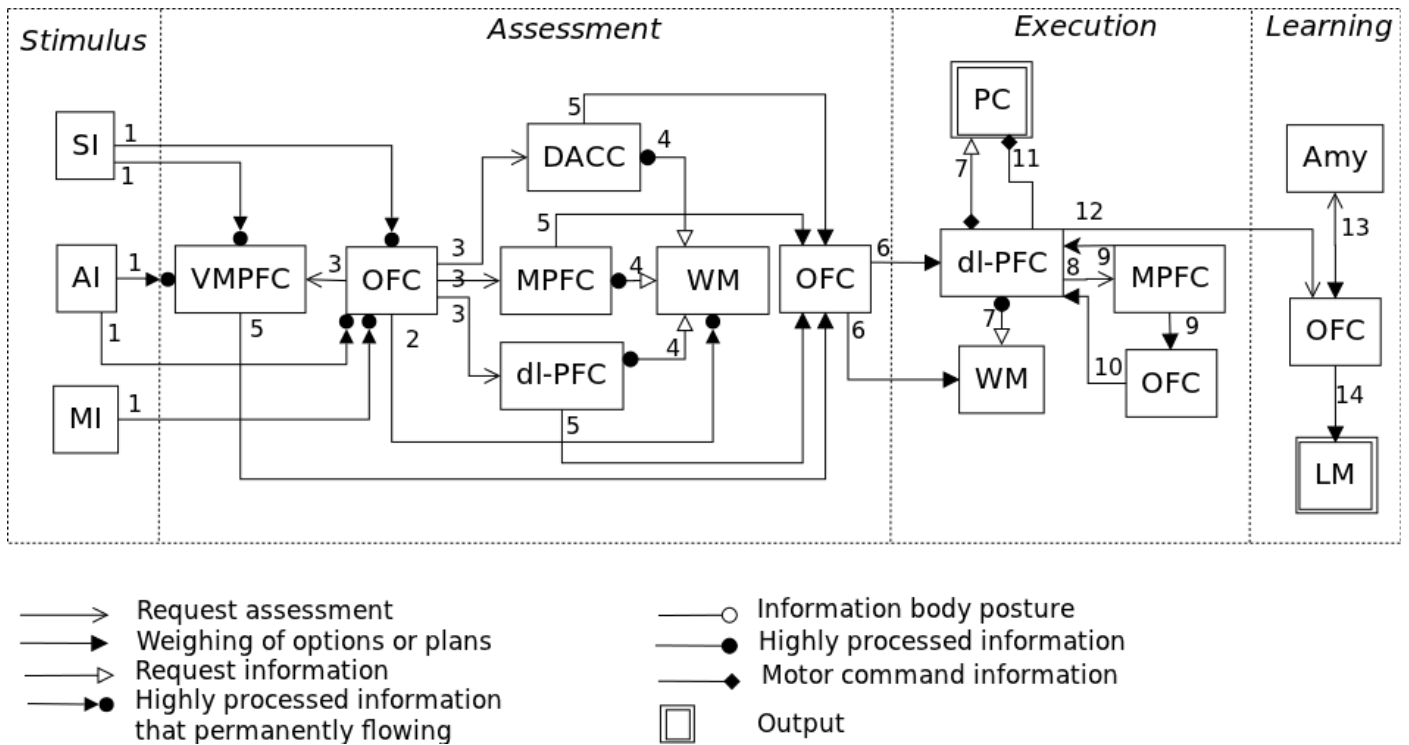 Stimulus
Assessment
Execution
Learning
SI
1
1
AI
1
1
MI
1
VMPFC
5
3
OFC
3
3
3
2
DACC
5
4
MPFC
5
4
dl-PFC
4
5
WM
OFC
6
6
PC
7
11
dl-PFC
12
8
9
MPFC
9
7
WM
10
OFC
Amy
13
OFC
14
LM
Request assessment
Weighing of options or plans
Request information
Highly processed information
that permanently flowing
Information body posture
Highly processed information
Motor command information
Output